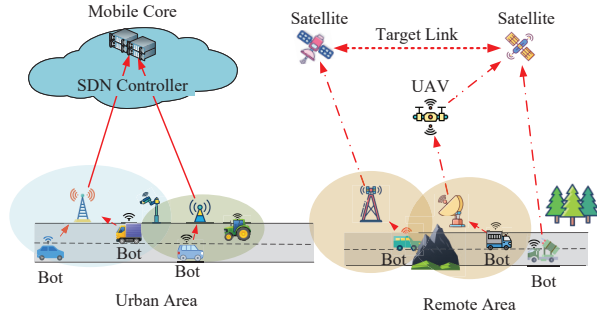 Mobile Core
SDN Controller
Satellite
Target Link
Satellite
UAV
Bot
Bot
Bot
Urban Area
Bot
Bot
Bot
Remote Area